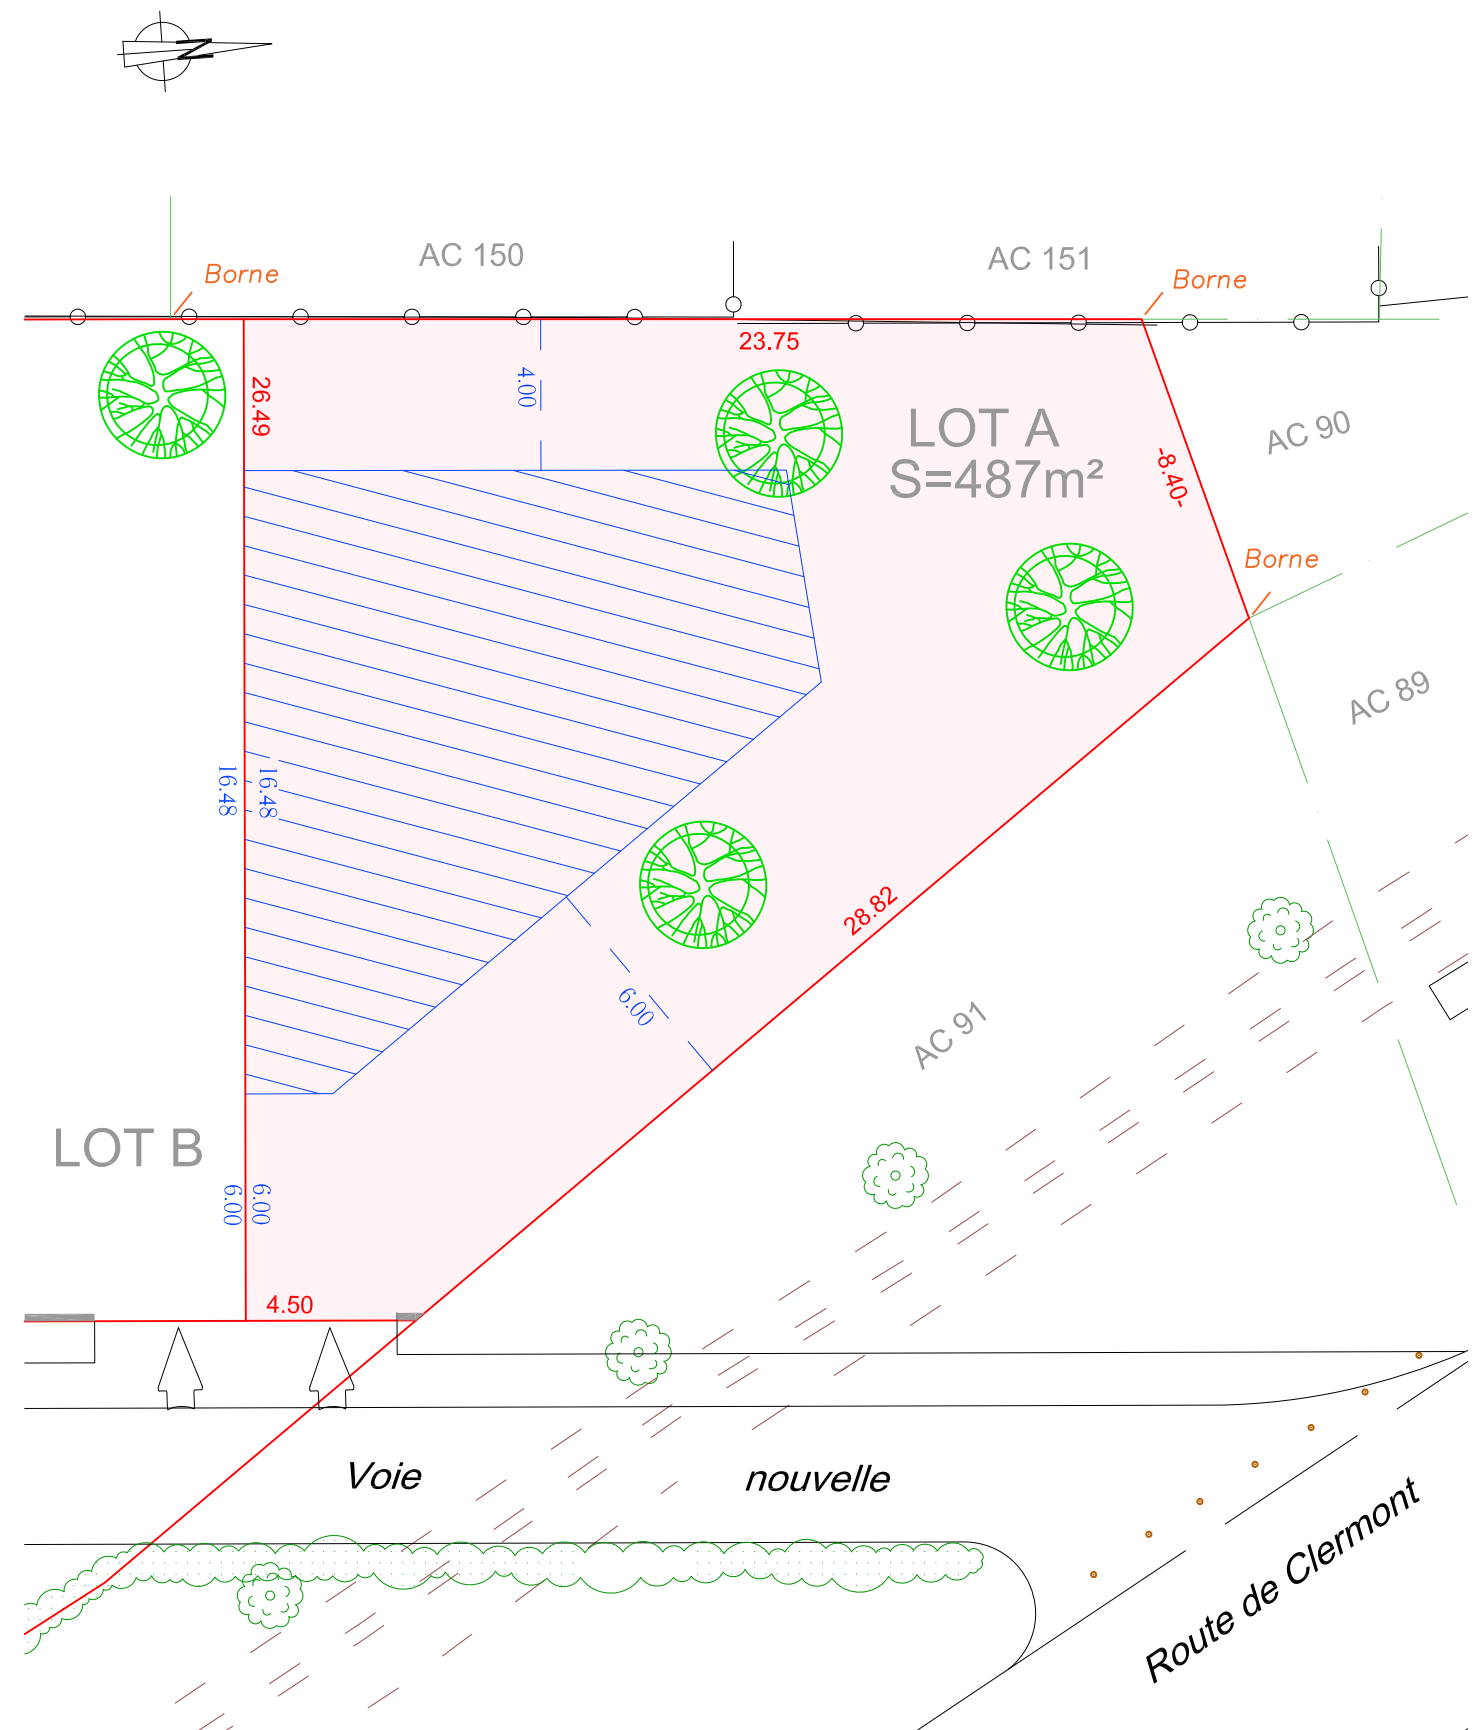 N
AC 150
AC 151
Borne
Borne
23.75
26.49
4.00
LOT A
S=487m²
-8.40-
AC 90
Borne
AC 89
16.48
16.48
28.82
6.00
AC 91
LOT B
6.00
6.00
4.50
Voie nouvelle
Route de Clermont